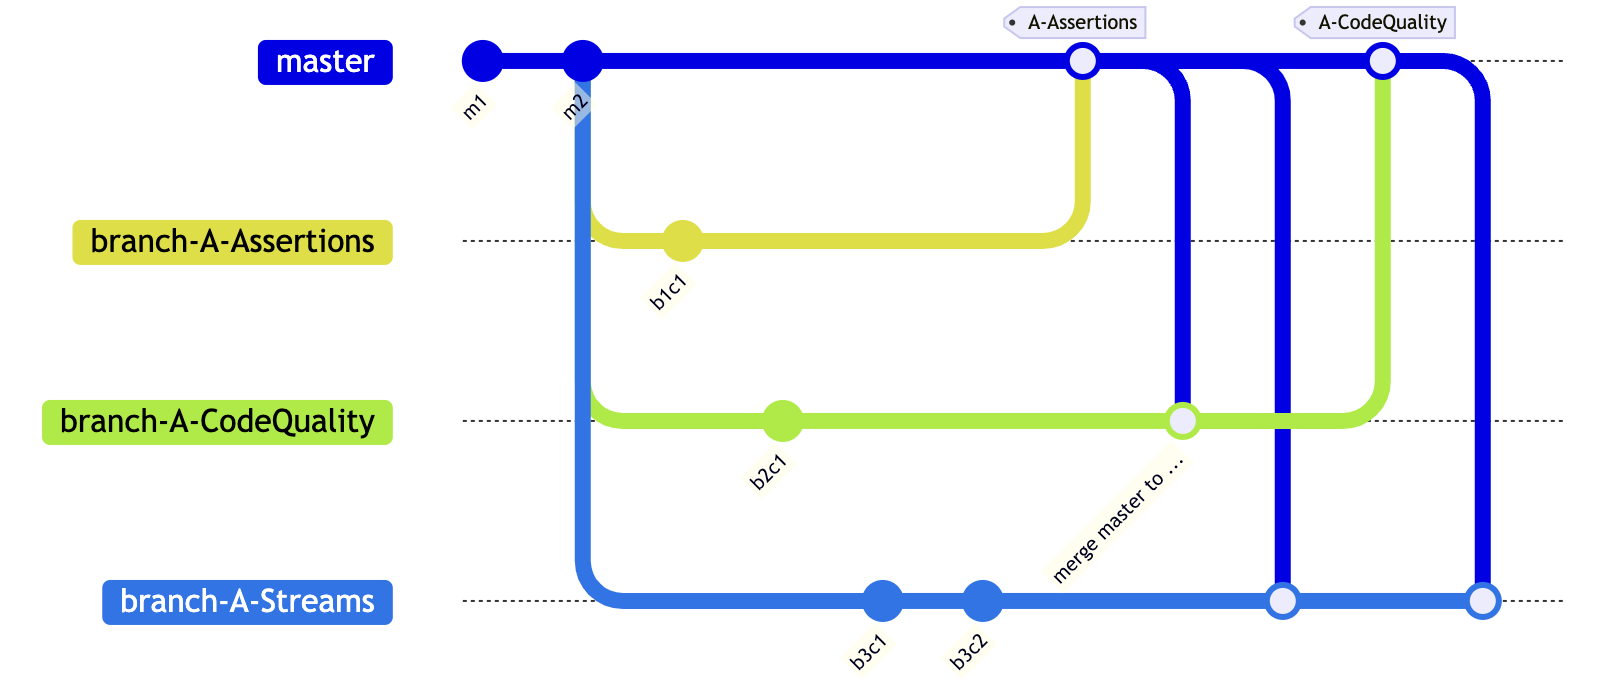 A-Assertions
A-CodeQuality
master
m1
m2
branch-A-Assertions
b1c1
branch-A-CodeQuality
b2c1
merge master to ...
branch-A-Streams
b3c1
b3c2